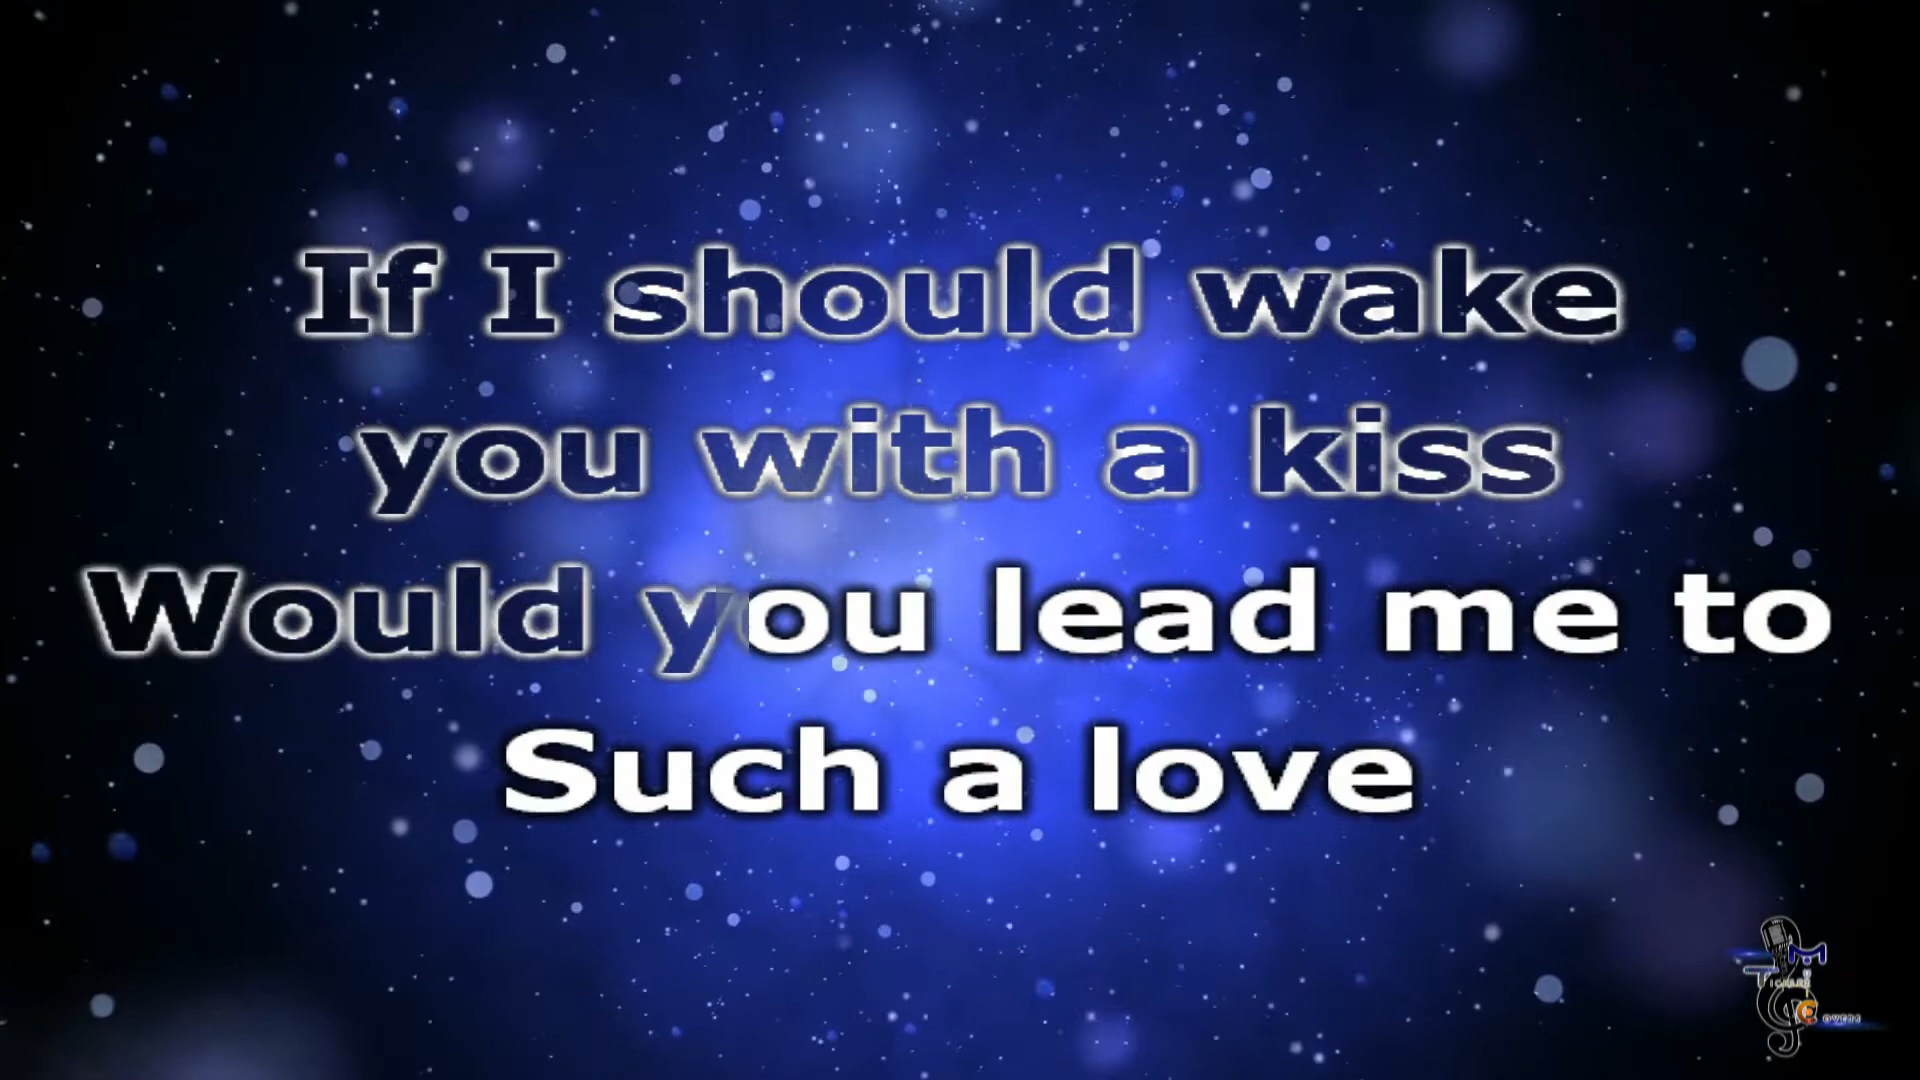 If I should wake
you with a kiss
Would you lead me to
Such a love